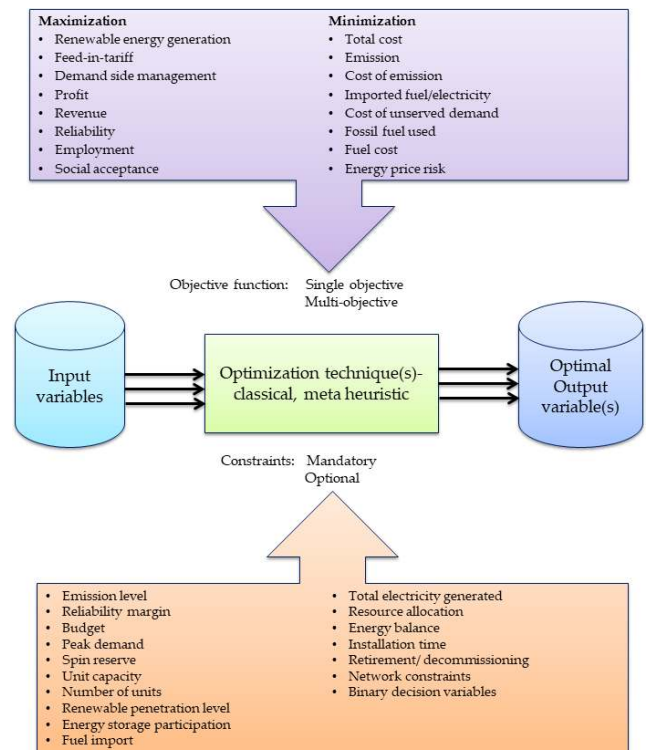 Maximization
• Renewable energy generation
• Feed-in-tariff
• Demand side management
• Profit
• Revenue
• Reliability
• Employment
• Social acceptance
Minimization
• Total cost
• Emission
• Cost of emission
• Imported fuel/electricity
• Cost of unserved demand
• Fossil fuel used
• Fuel cost
• Energy price risk
Objective function: Single objective
Multi-objective
Input
variables
Optimization technique(s)-
classical, meta heuristic
Optimal
Output
variable(s)
Constraints: Mandatory
Optional
• Emission level
• Reliability margin
• Budget
• Peak demand
• Spin reserve
• Unit capacity
• Number of units
• Renewable penetration level
• Energy storage participation
• Fuel import
• Total electricity generated
• Resource allocation
• Energy balance
• Installation time
• Retirement/ decommissioning
• Network constraints
• Binary decision variables